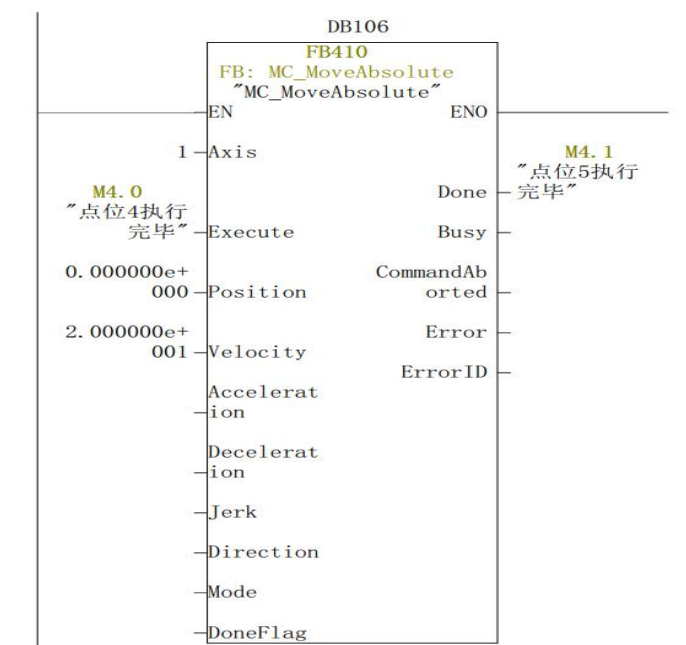 DB106
FB410
FB: MC_MoveAbsolute
"MC_MoveAbsolute"
EN
ENO
1
Axis
M4.1
"点位5执行
完毕"
Done
M4.0
"点位4执行
完毕"
Execute
Busy
0.000000e+
000
Position
CommandAb
orted
2.000000e+
001
Velocity
Error
ErrorID
Accelerat
ion
Decelerat
ion
Jerk
Direction
Mode
DoneFlag